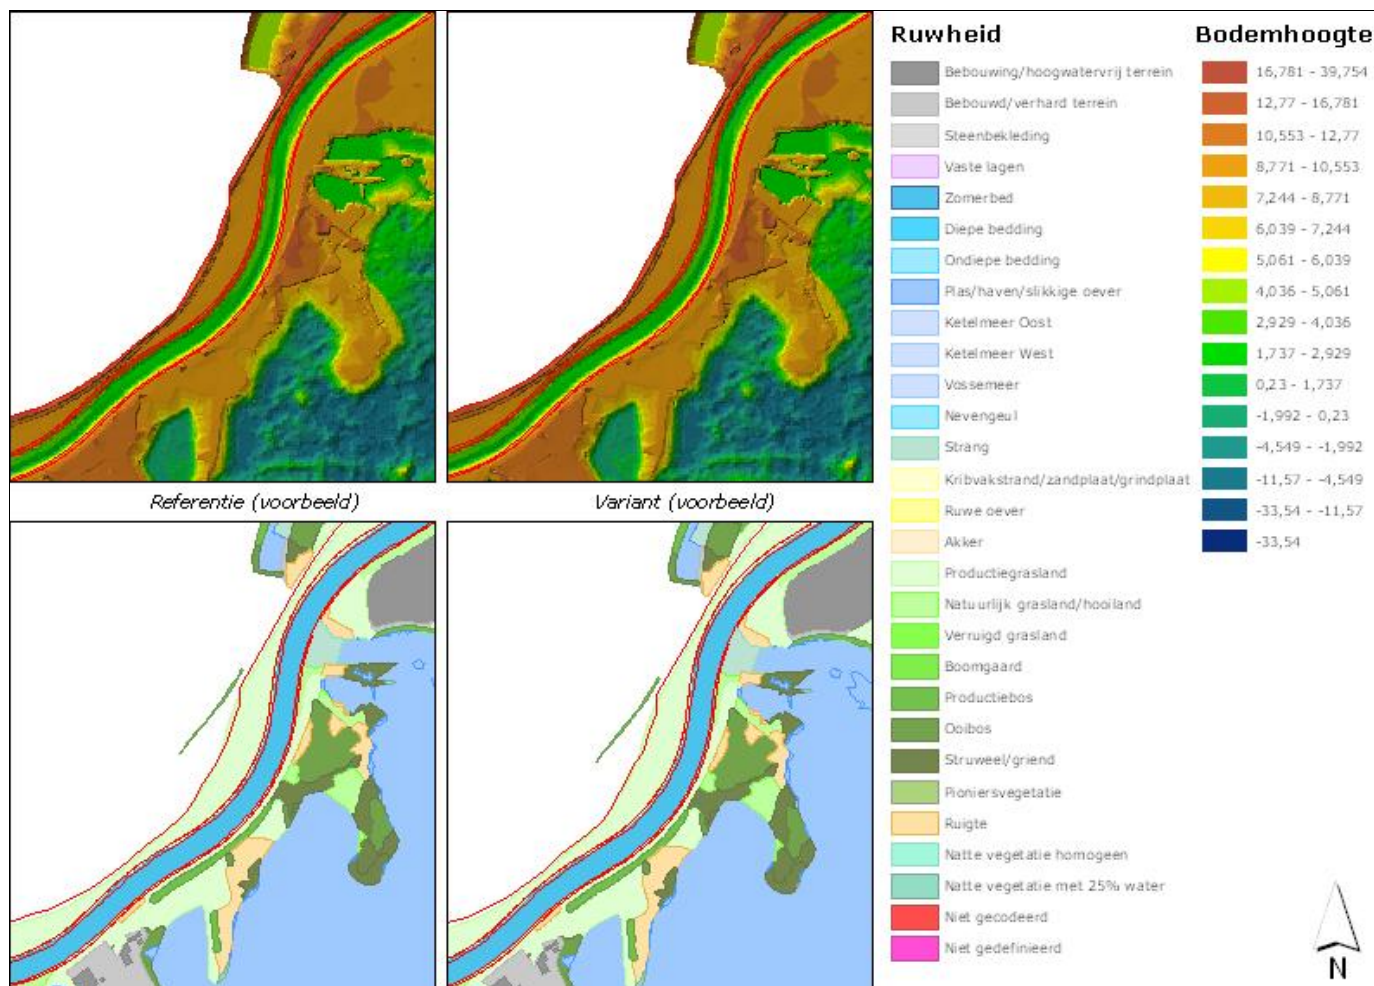 Referentie (voorbeeld)
Variant (voorbeeld)
Ruwheid
Bebouwing/hoogwatervrij terrein
Bebouwd/verhard terrein
Steenbekleding
Vaste lagen
Zomerbed
Diepe bedding
Ondiepe bedding
Plas/haven/slikkige oever
Ketelmeer Oost
Ketelmeer West
Vossemeer
Nevengeul
Strang
Kribvakstrand/zandplaat/grindplaat
Ruwe oever
Akker
Productiegrasland
Natuurlijk grasland/hooiland
Verruigd grasland
Boomgaard
Productiebos
Ooibos
Struweel/griend
Pioniersvegetatie
Ruigte
Natte vegetatie homogeen
Natte vegetatie met 25% water
Niet gecodeerd
Niet gedefinieerd
Bodemhoogte
16,781 - 39,754
12,77 - 16,781
10,553 - 12,77
8,771 - 10,553
7,244 - 8,771
6,039 - 7,244
5,061 - 6,039
4,036 - 5,061
2,929 - 4,036
1,737 - 2,929
0,23 - 1,737
-1,992 - 0,23
-4,549 - -1,992
-11,57 - -4,549
-33,54 - -11,57
-33,54
N